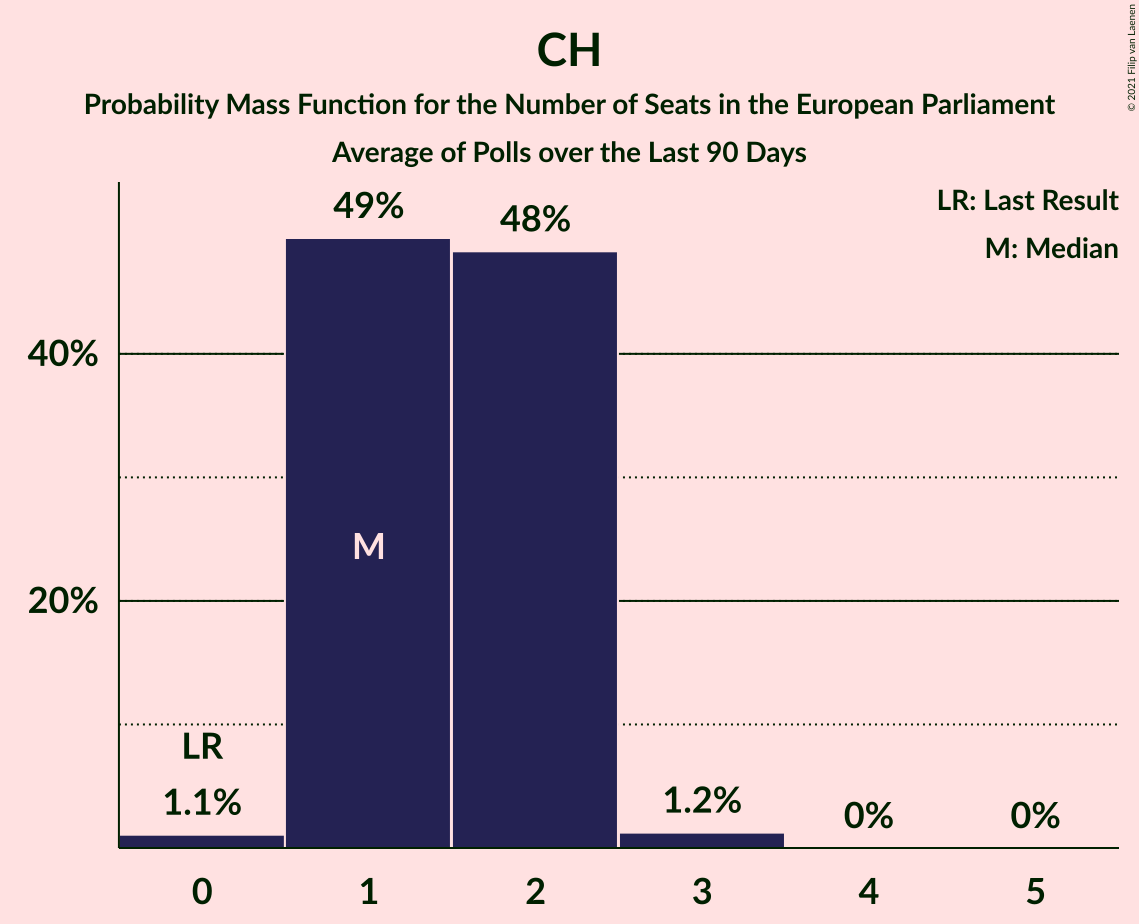 CH
Probability Mass Function for the Number of Seats in the European Parliament
Average of Polls over the Last 90 Days
© 2021 Filip van Laenen
LR: Last Result
M: Median
49%
48%
40%
M
20%
LR
1.1%
1.2%
0%
0%
0 1 2 3 4 5